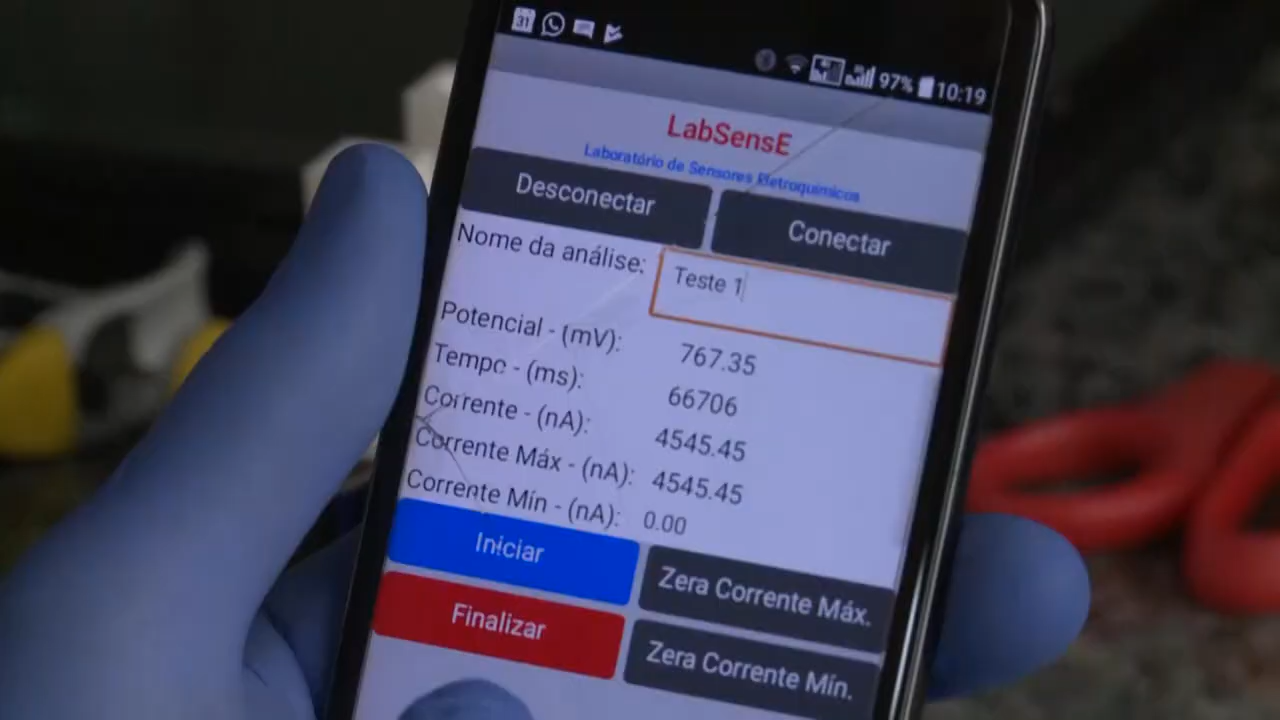 31
97% 10:19
LabSensE
Laboratório de Sensores Eletroquímicos
Desconectar Conectar
Nome da análise: Teste 1
Potencial - (mV): 767.35
Tempo - (ms): 66706
Corrente - (nA): 4545.45
Corrente Máx - (nA): 4545.45
Corrente Mín - (nA): 0.00
Iniciar Zera Corrente Máx.
Finalizar Zera Corrente Mín.